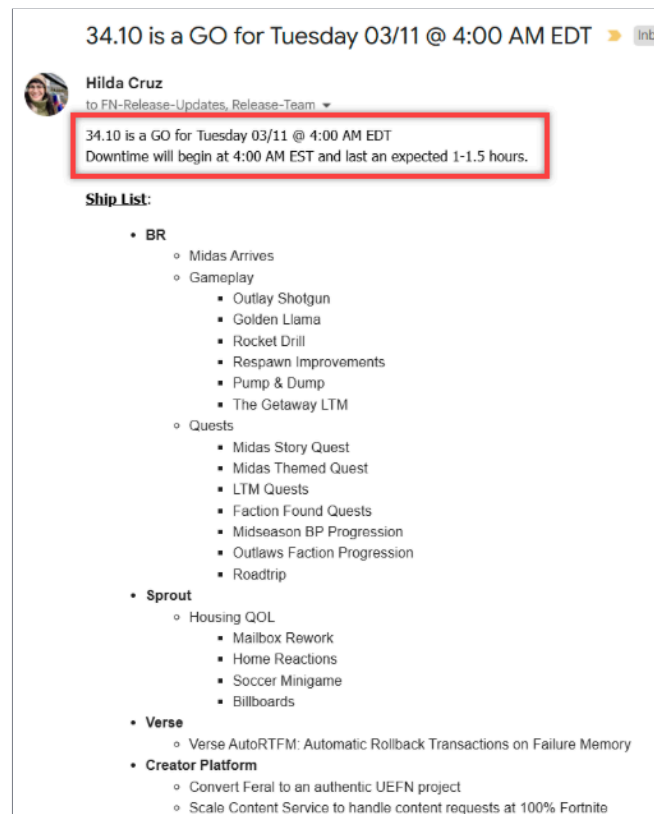 34.10 is a GO for Tuesday 03/11 @ 4:00 AM EDT
Hilda Cruz
to FN-Release-Updates, Release-Team
34.10 is a GO for Tuesday 03/11 @ 4:00 AM EDT
Downtime will begin at 4:00 AM EST and last an expected 1-1.5 hours.
Ship List:
• BR
◦ Midas Arrives
◦ Gameplay
▪ Outlay Shotgun
▪ Golden Llama
▪ Rocket Drill
▪ Respawn Improvements
▪ Pump & Dump
▪ The Getaway LTM
◦ Quests
▪ Midas Story Quest
▪ Midas Themed Quest
▪ LTM Quests
▪ Faction Found Quests
▪ Midseason BP Progression
▪ Outlaws Faction Progression
▪ Roadtrip
• Sprout
◦ Housing QOL
▪ Mailbox Rework
▪ Home Reactions
▪ Soccer Minigame
▪ Billboards
• Verse
◦ Verse AutoRTFM: Automatic Rollback Transactions on Failure Memory
• Creator Platform
◦ Convert Feral to an authentic UEFN project
◦ Scale Content Service to handle content requests at 100% Fortnite